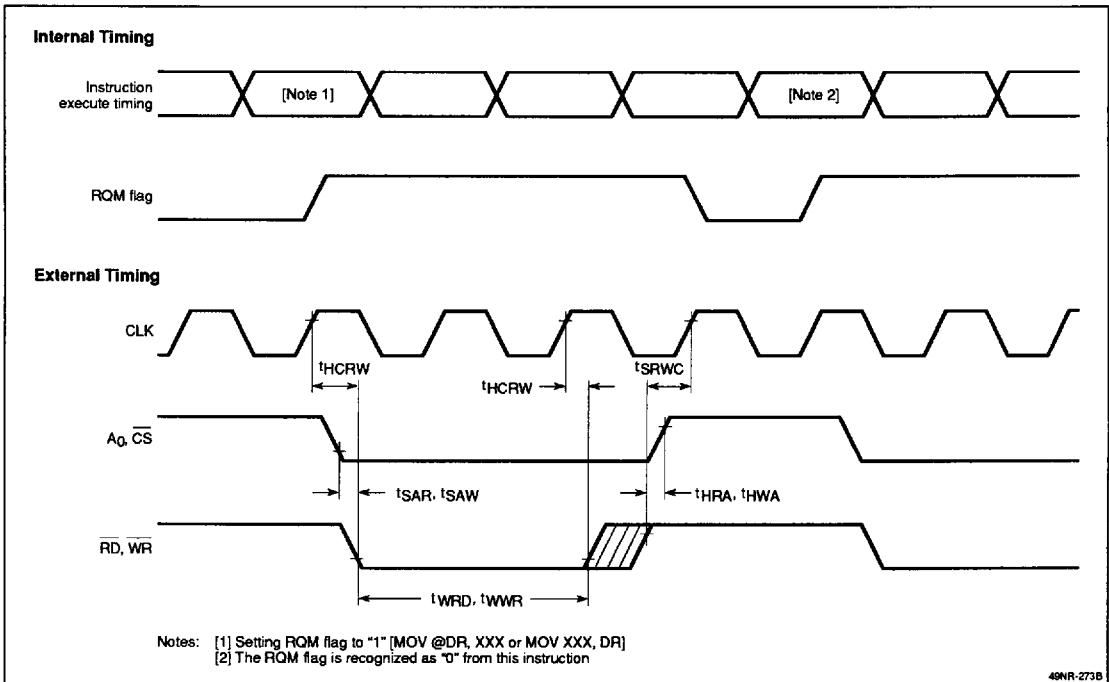 Internal Timing
Instruction
execute timing
[Note 1]
[Note 2]
RQM flag
External Timing
CLK
tHCRW
tHCRW
tSRWC
A0, CS
tSAR, tSAW
tHRA, tHWA
RD, WR
tWRD, tWWR
Notes: [1] Setting RQM flag to "1" [MOV @DR, XXX or MOV XXX, DR]
[2] The RQM flag is recognized as "0" from this instruction
49NR-273B